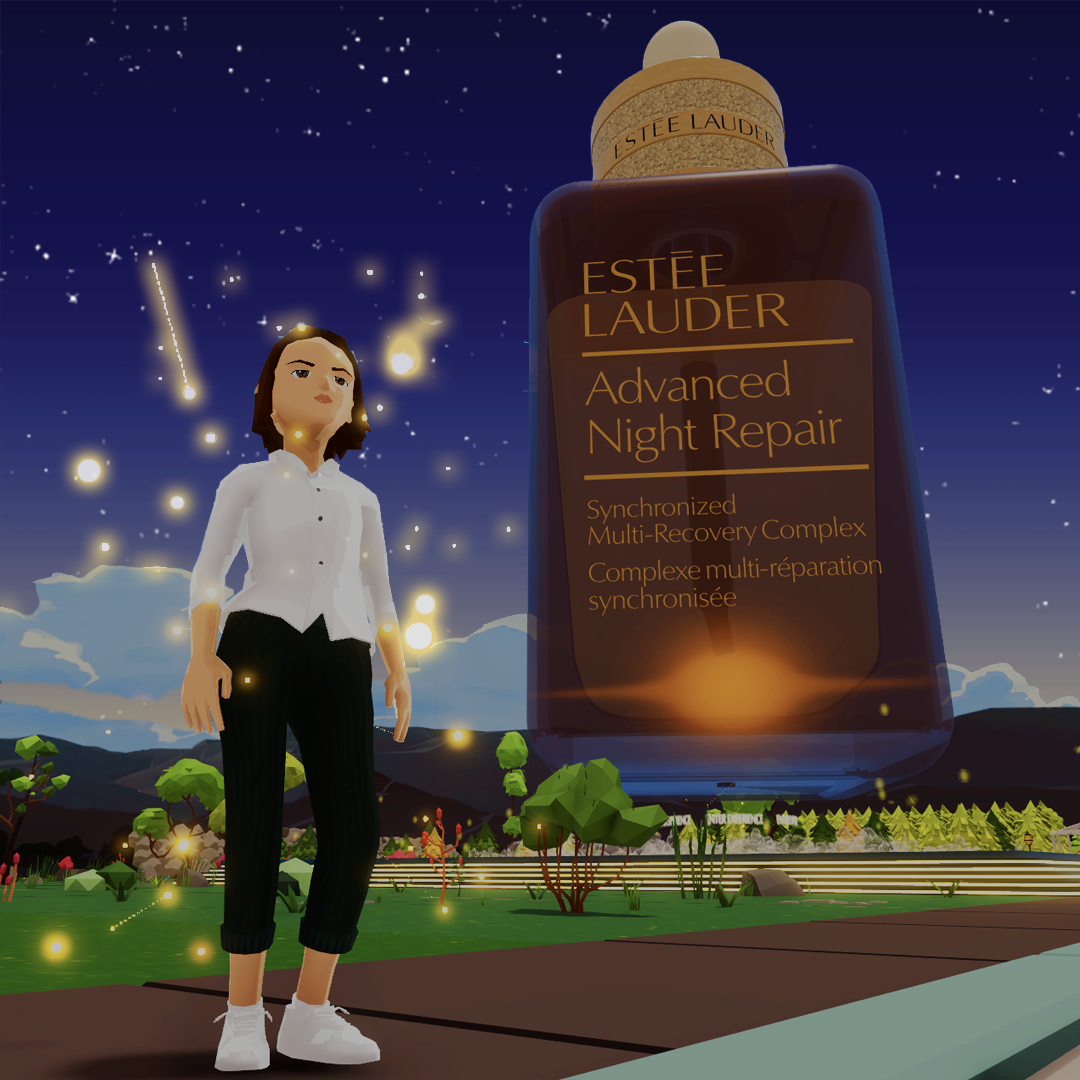 ESTĒE LAUDER
ESTĒE
LAUDER
Advanced
Night Repair
Synchronized
Multi-Recovery Complex
Complexe multi-réparation
synchronisée